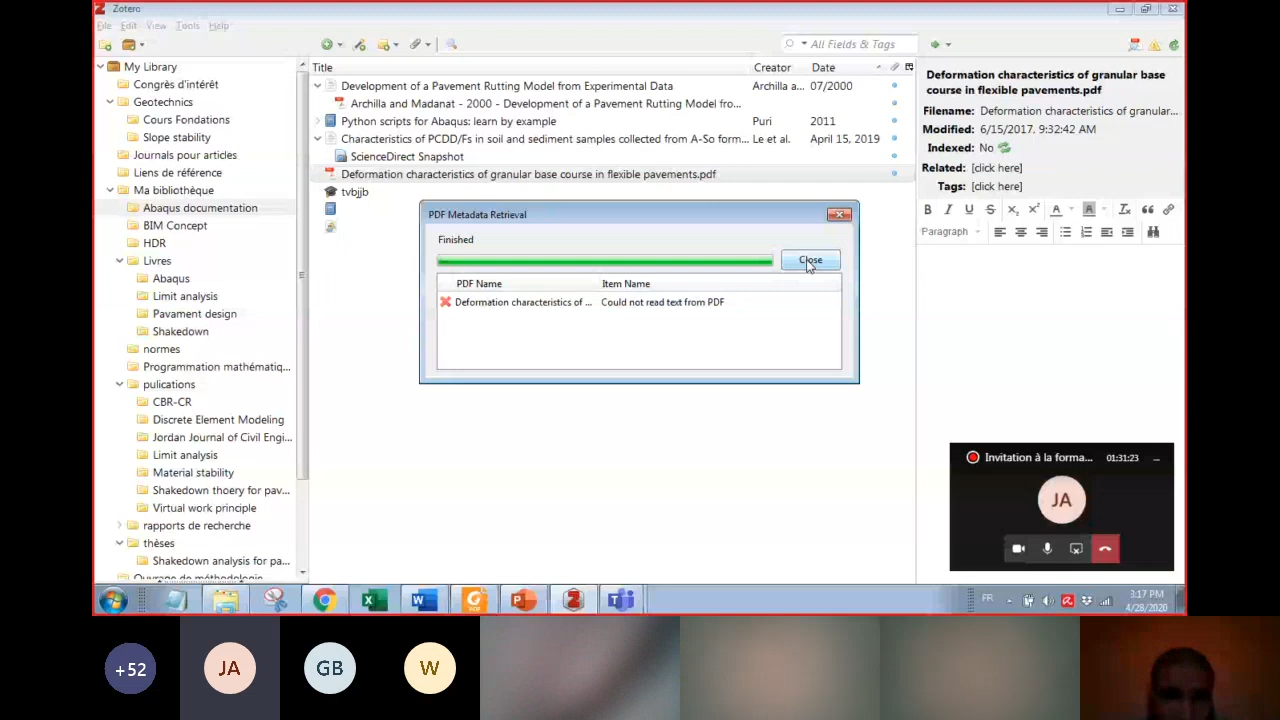 Zotero
File Edit View Tools Help
All Fields & Tags
My Library
Congrès d'intérêt
Geotechnics
Cours Fondations
Slope stability
Journals pour articles
Liens de référence
Ma bibliothèque
Abaqus documentation
BIM Concept
HDR
Livres
Abaqus
Limit analysis
Pavament design
Shakedown
normes
Programmation mathématiq...
pulications
CBR-CR
Discrete Element Modeling
Jordan Journal of Civil Engi...
Limit analysis
Material stability
Shakedown thoery for pav...
Virtual work principle
rapports de recherche
thèses
Shakedown analysis for pa...
Ouvrage de méthodologie
Title Creator Date
Development of a Pavement Rutting Model from Experimental Data Archilla a... 07/2000
Archilla and Madanat - 2000 - Development of a Pavement Rutting Model fro...
Python scripts for Abaqus: learn by example Puri 2011
Characteristics of PCDD/Fs in soil and sediment samples collected from A-So form... Le et al. April 15, 2019
ScienceDirect Snapshot
Deformation characteristics of granular base course in flexible pavements.pdf
tvbjjb
PDF Metadata Retrieval
Finished
Close
PDF Name Item Name
Deformation characteristics of ... Could not read text from PDF
Deformation characteristics of granular base
course in flexible pavements.pdf
Filename: Deformation characteristics of granular...
Modified: 6/15/2017. 9:32:42 AM
Indexed: No
Related: [click here]
Tags: [click here]
Paragraph
Invitation à la forma... 01:31:23
JA
FR
3:17 PM
4/28/2020
+52
JA
GB
W